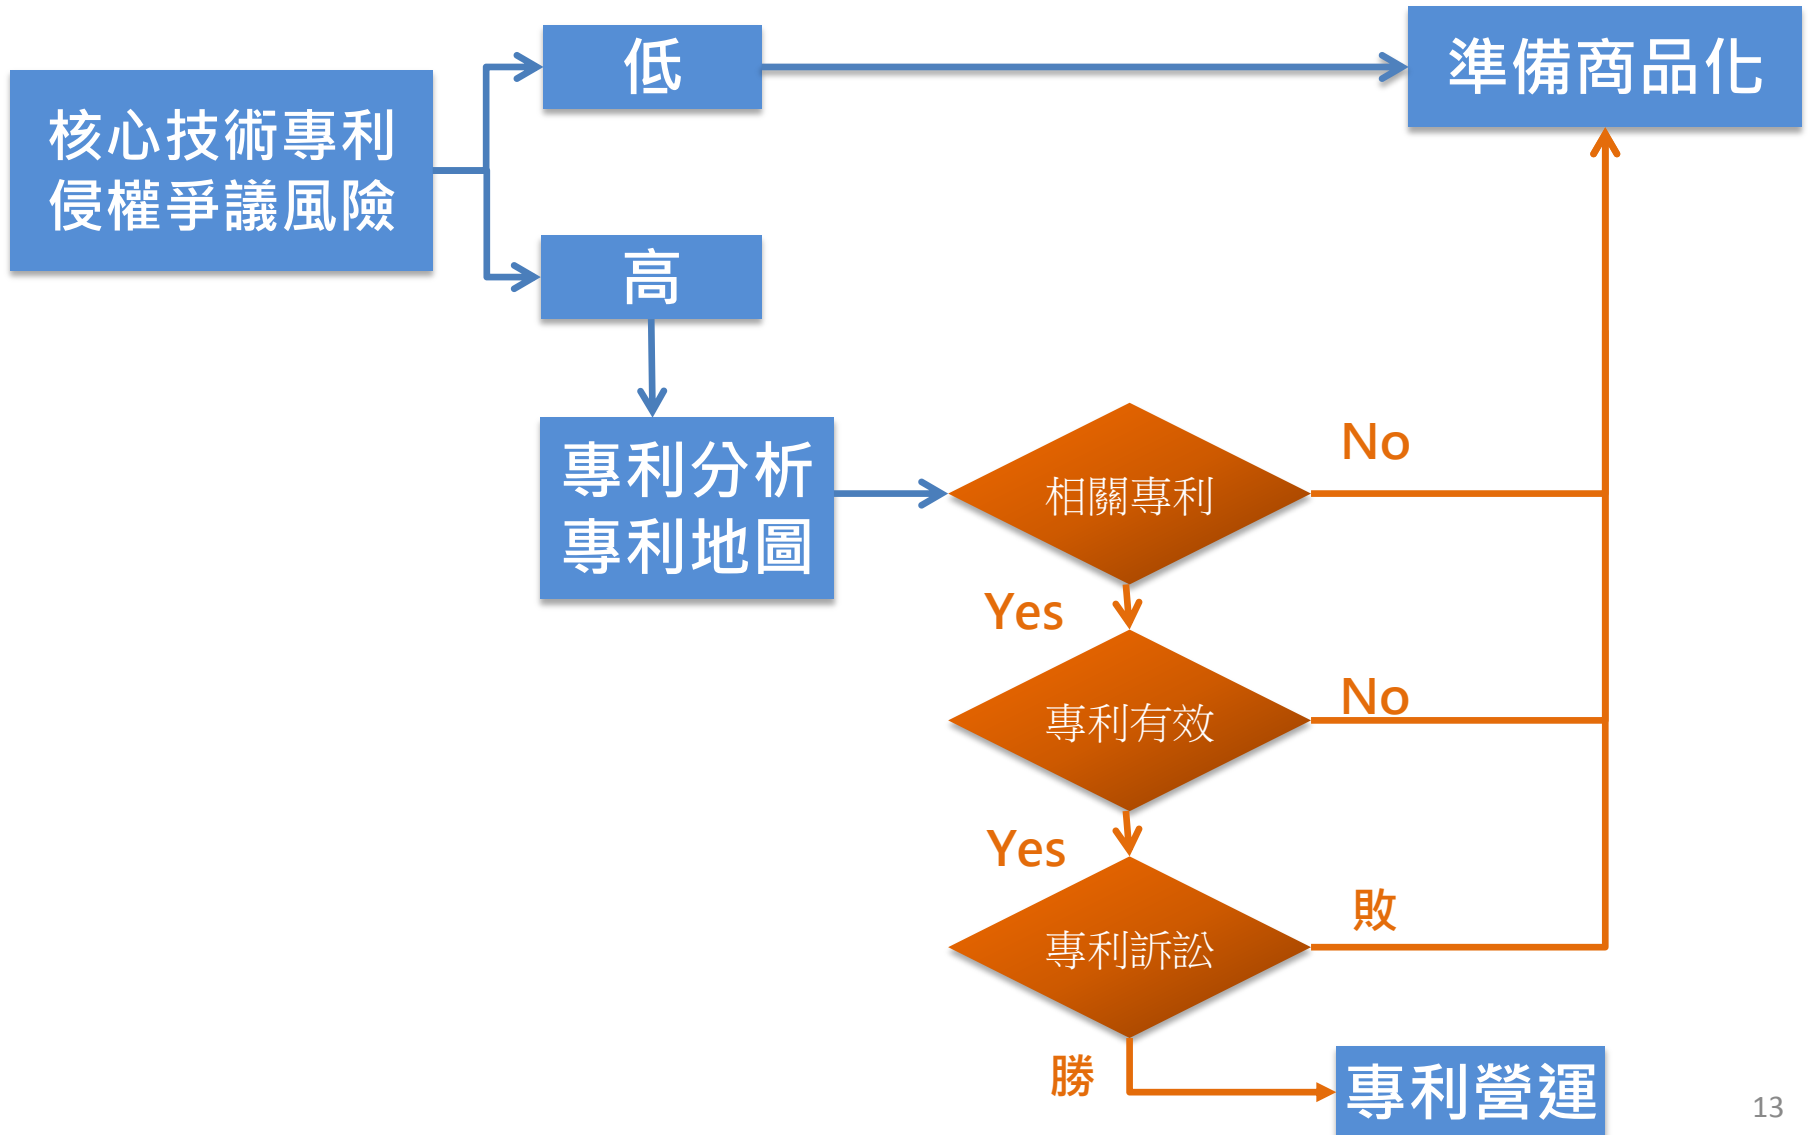 低
準備商品化
核心技術專利
侵權爭議風險
高
專利分析
專利地圖
相關專利
No
Yes
專利有效
No
Yes
專利訴訟
敗
勝
專利營運
13